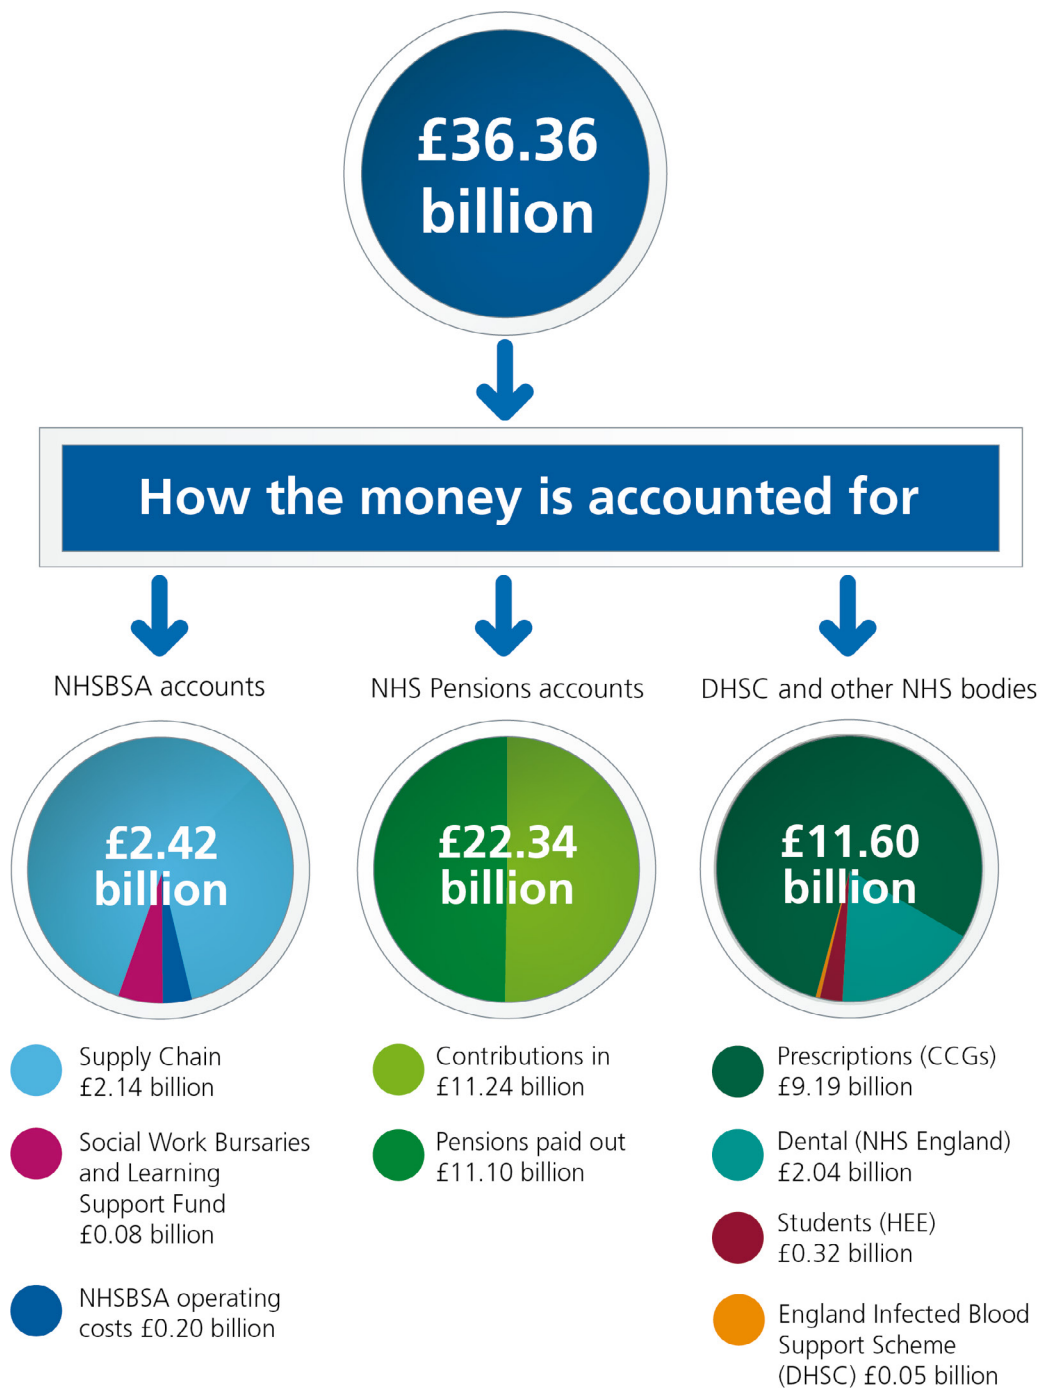 £36.36
billion
How the money is accounted for
NHSBSA accounts
£2.42
billion
Supply Chain
£2.14 billion
Social Work Bursaries
and Learning
Support Fund
£0.08 billion
NHSBSA operating
costs £0.20 billion
NHS Pensions accounts
£22.34
billion
Contributions in
£11.24 billion
Pensions paid out
£11.10 billion
DHSC and other NHS bodies
£11.60
billion
Prescriptions (CCGs)
£9.19 billion
Dental (NHS England)
£2.04 billion
Students (HEE)
£0.32 billion
England Infected Blood
Support Scheme
(DHSC) £0.05 billion